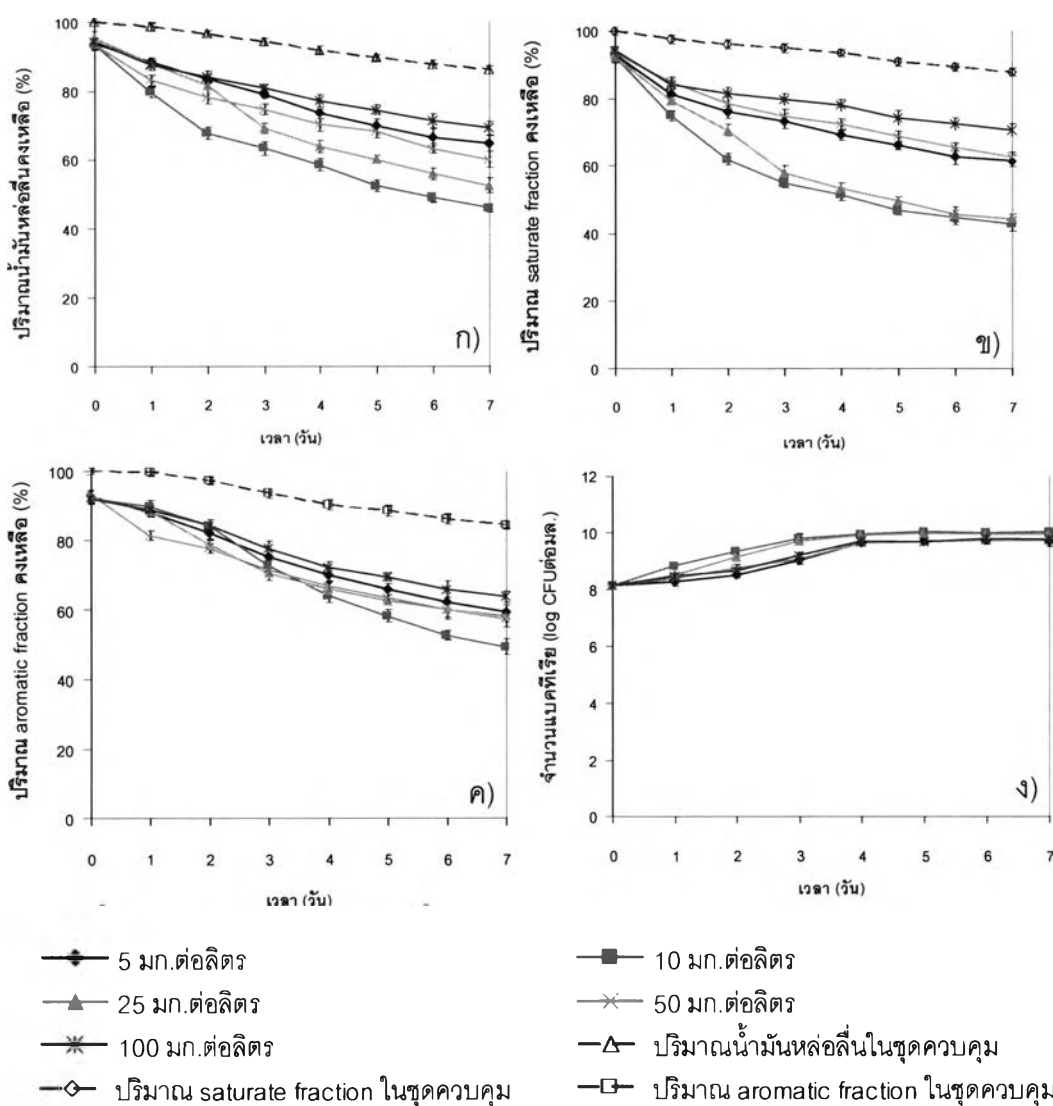 ปริมาณน้ำมันหล่อลื่นคงเหลือ (%)
100
80
60
40
20
0
0 1 2 3 4 5 6 7
เวลา (วัน)
ก)
ปริมาณ saturate fraction คงเหลือ (%)
100
80
60
40
20
0
0 1 2 3 4 5 6 7
เวลา (วัน)
ข)
ปริมาณ aromatic fraction คงเหลือ (%)
100
80
60
40
20
0
0 1 2 3 4 5 6 7
เวลา (วัน)
ค)
จำนวนแบคทีเรีย (log CFUต่อมล.)
12
10
8
6
4
2
0
0 1 2 3 4 5 6 7
เวลา (วัน)
ง)
5 มก.ต่อลิตร
10 มก.ต่อลิตร
25 มก.ต่อลิตร
50 มก.ต่อลิตร
100 มก.ต่อลิตร
ปริมาณน้ำมันหล่อลื่นในชุดควบคุม
ปริมาณ saturate fraction ในชุดควบคุม
ปริมาณ aromatic fraction ในชุดควบคุม